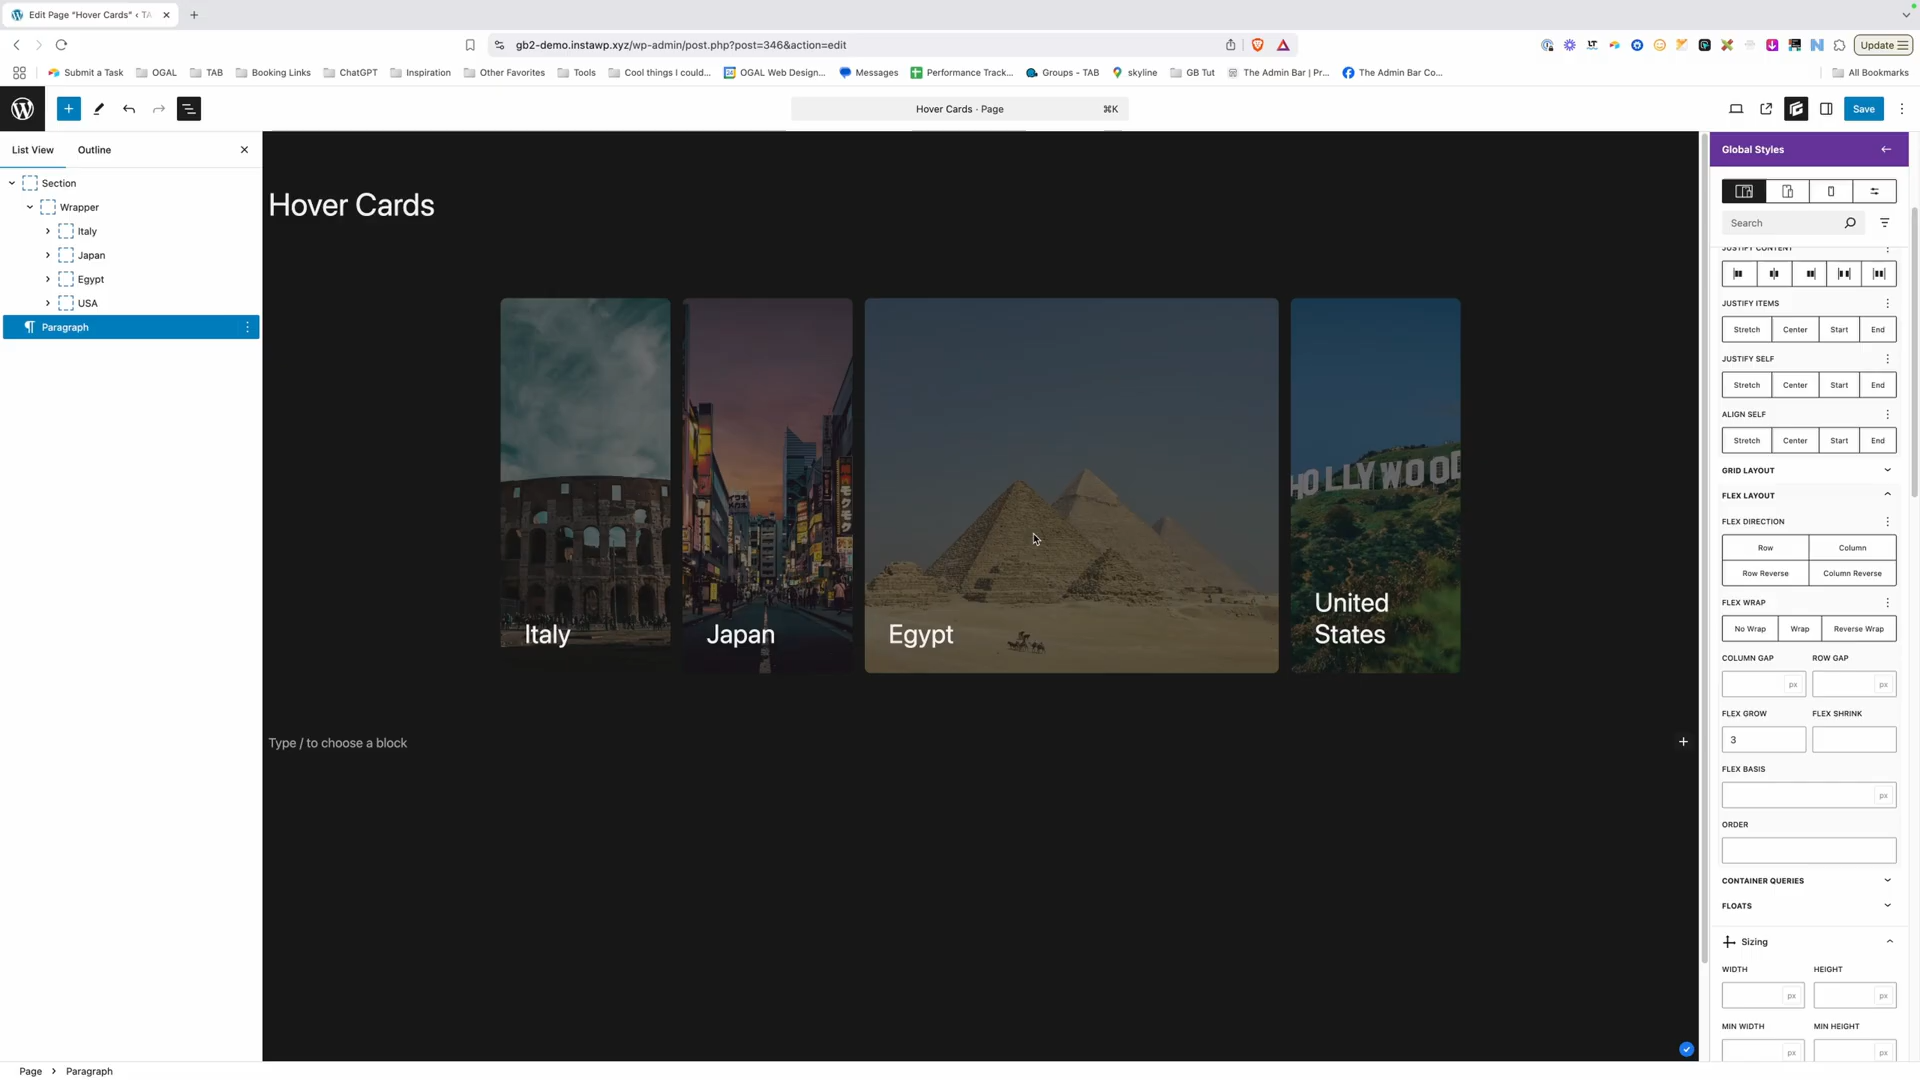 Edit Page “Hover Cards” ‹ TA
gb2-demo.instawp.xyz/wp-admin/post.php?post=346&action=edit
Update
Submit a Task
OGAL
TAB
Booking Links
ChatGPT
Inspiration
Other Favorites
Tools
Cool things I could...
OGAL Web Design...
Messages
Performance Track...
Groups - TAB
skyline
GB Tut
The Admin Bar | Pr...
The Admin Bar Co...
All Bookmarks
Hover Cards · Page
⌘K
Save
List View
Outline
Section
Wrapper
Italy
Japan
Egypt
USA
Paragraph
Hover Cards
HOLLYWOOD
Italy
Japan
Egypt
United
States
Type / to choose a block
Global Styles
Search
JUSTIFY CONTENT
JUSTIFY ITEMS
Stretch Center Start End
JUSTIFY SELF
Stretch Center Start End
ALIGN SELF
Stretch Center Start End
GRID LAYOUT
FLEX LAYOUT
FLEX DIRECTION
Row Column
Row Reverse Column Reverse
FLEX WRAP
No Wrap Wrap Reverse Wrap
COLUMN GAP ROW GAP
px px
FLEX GROW FLEX SHRINK
3
FLEX BASIS
px
ORDER
CONTAINER QUERIES
FLOATS
Sizing
WIDTH HEIGHT
px px
MIN WIDTH MIN HEIGHT
px px
Page > Paragraph